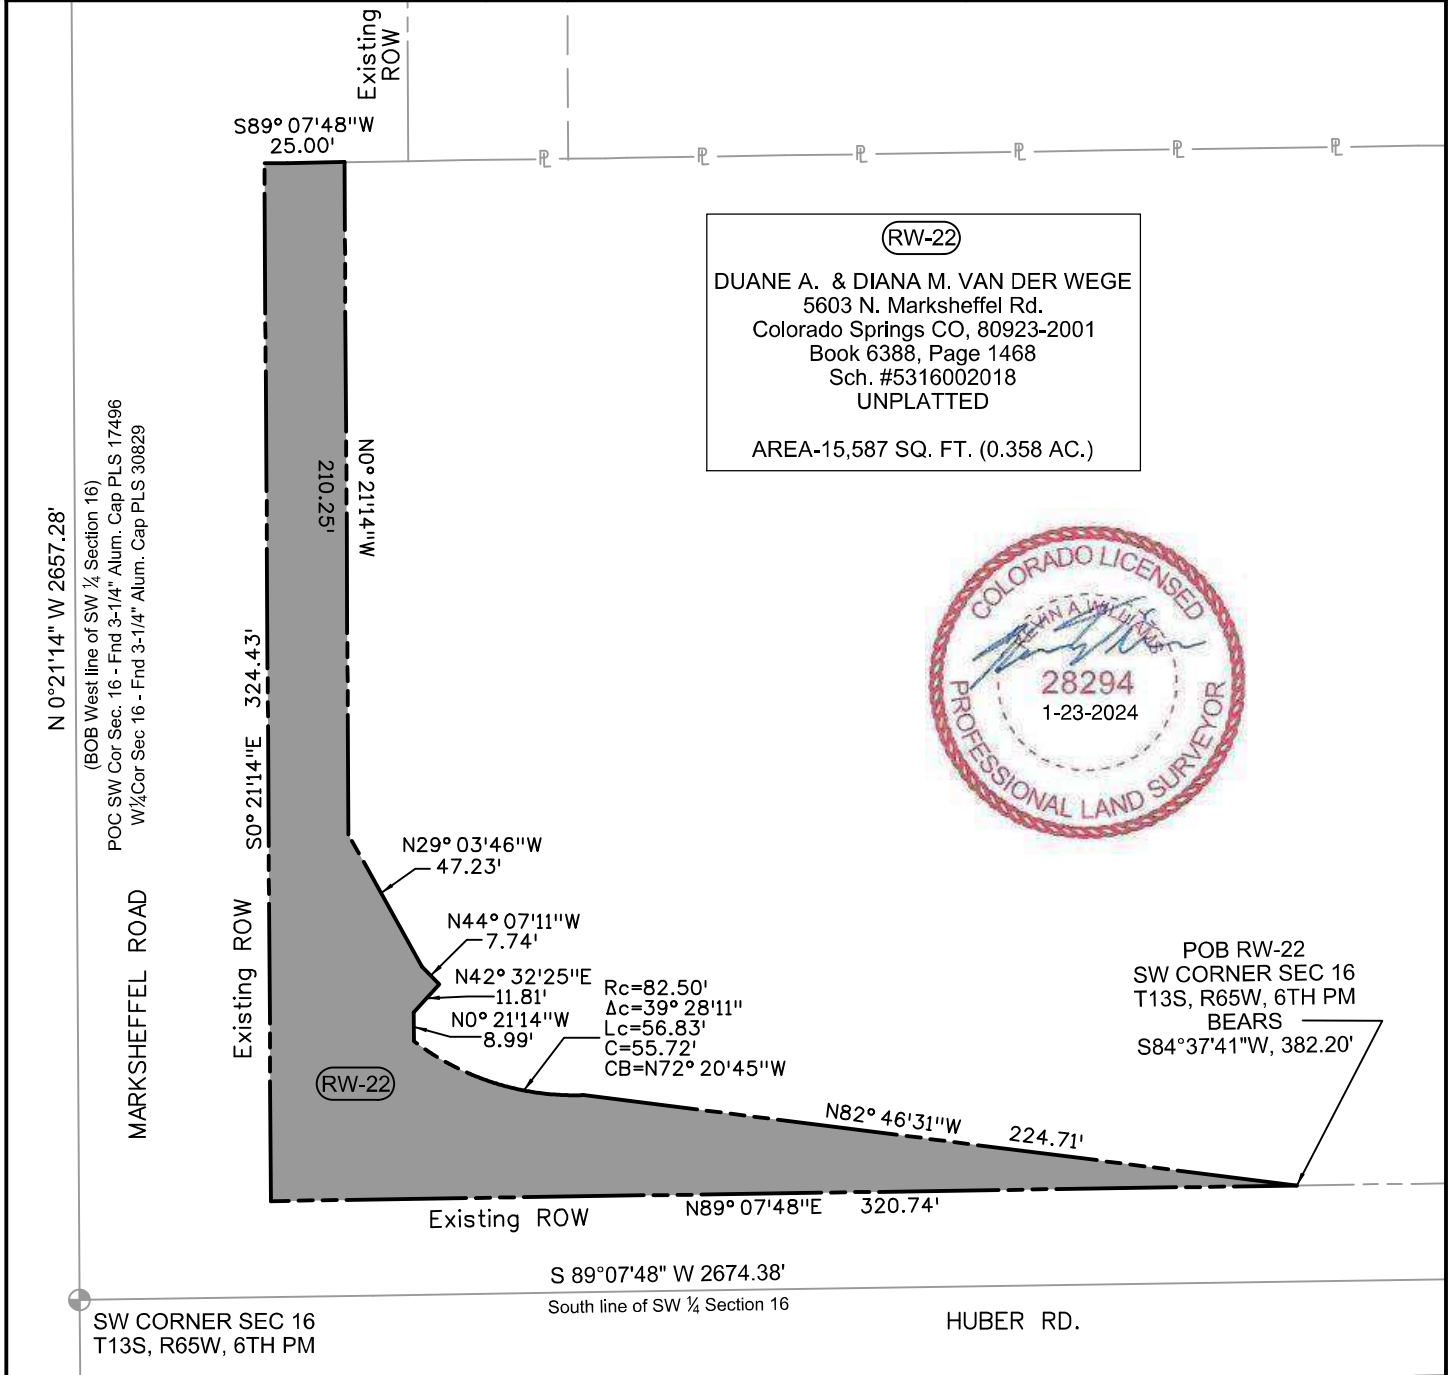 Existing
ROW
S89° 07'48"W
25.00'
PL PL PL PL PL PL
RW-22
DUANE A. & DIANA M. VAN DER WEGE
5603 N. Marksheffel Rd.
Colorado Springs CO, 80923-2001
Book 6388, Page 1468
Sch. #5316002018
UNPLATTED
AREA-15,587 SQ. FT. (0.358 AC.)
N 0°21'14" W 2657.28'
(BOB West line of SW ¼ Section 16)
POC SW Cor Sec. 16 - Fnd 3-1/4" Alum. Cap PLS 17496
W¼Cor Sec 16 - Fnd 3-1/4" Alum. Cap PLS 30829
N0° 21'14"W
210.25'
S0° 21'14"E 324.43'
COLORADO LICENSED
KEVIN A. WILLIAMS
28294
1-23-2024
PROFESSIONAL LAND SURVEYOR
N29° 03'46"W
47.23'
N44° 07'11"W
7.74'
N42° 32'25"E
11.81'
N0° 21'14"W
8.99'
Rc=82.50'
Δc=39° 28'11"
Lc=56.83'
C=55.72'
CB=N72° 20'45"W
MARKSHEFFEL ROAD
Existing ROW
RW-22
POB RW-22
SW CORNER SEC 16
T13S, R65W, 6TH PM
BEARS
S84°37'41"W, 382.20'
N82° 46'31"W 224.71'
N89° 07'48"E 320.74'
Existing ROW
S 89°07'48" W 2674.38'
South line of SW ¼ Section 16
SW CORNER SEC 16
T13S, R65W, 6TH PM
HUBER RD.